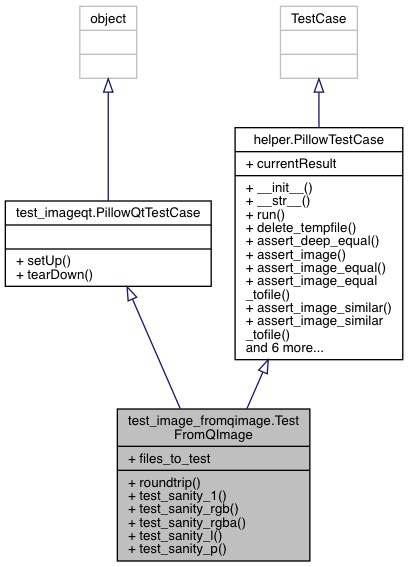 object
TestCase
helper.PillowTestCase
+ currentResult
+ __init__()
+ __str__()
+ run()
+ delete_tempfile()
+ assert_deep_equal()
+ assert_image()
+ assert_image_equal()
+ assert_image_equal
_tofile()
+ assert_image_similar()
+ assert_image_similar
_tofile()
and 6 more...
test_imageqt.PillowQtTestCase
+ setUp()
+ tearDown()
test_image_fromqimage.Test
FromQImage
+ files_to_test
+ roundtrip()
+ test_sanity_1()
+ test_sanity_rgb()
+ test_sanity_rgba()
+ test_sanity_l()
+ test_sanity_p()